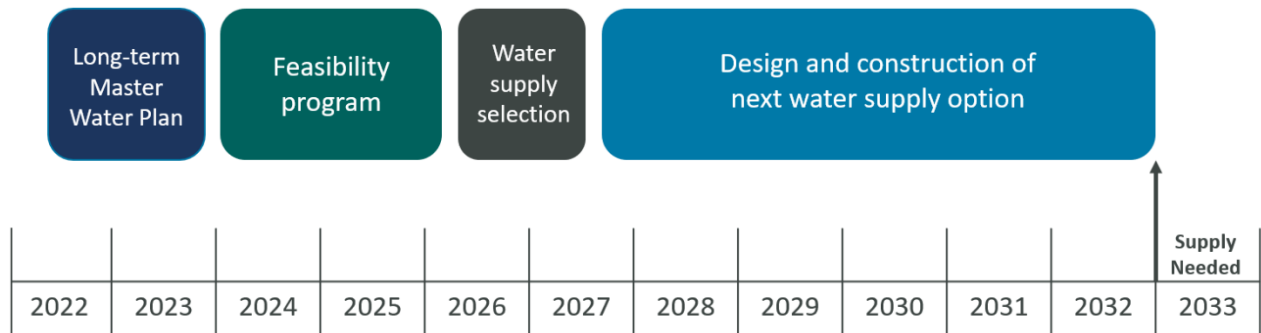 Long-term
Master
Water Plan
Feasibility
program
Water
supply
selection
Design and construction of
next water supply option
Supply
Needed
2022 2023 2024 2025 2026 2027 2028 2029 2030 2031 2032 2033